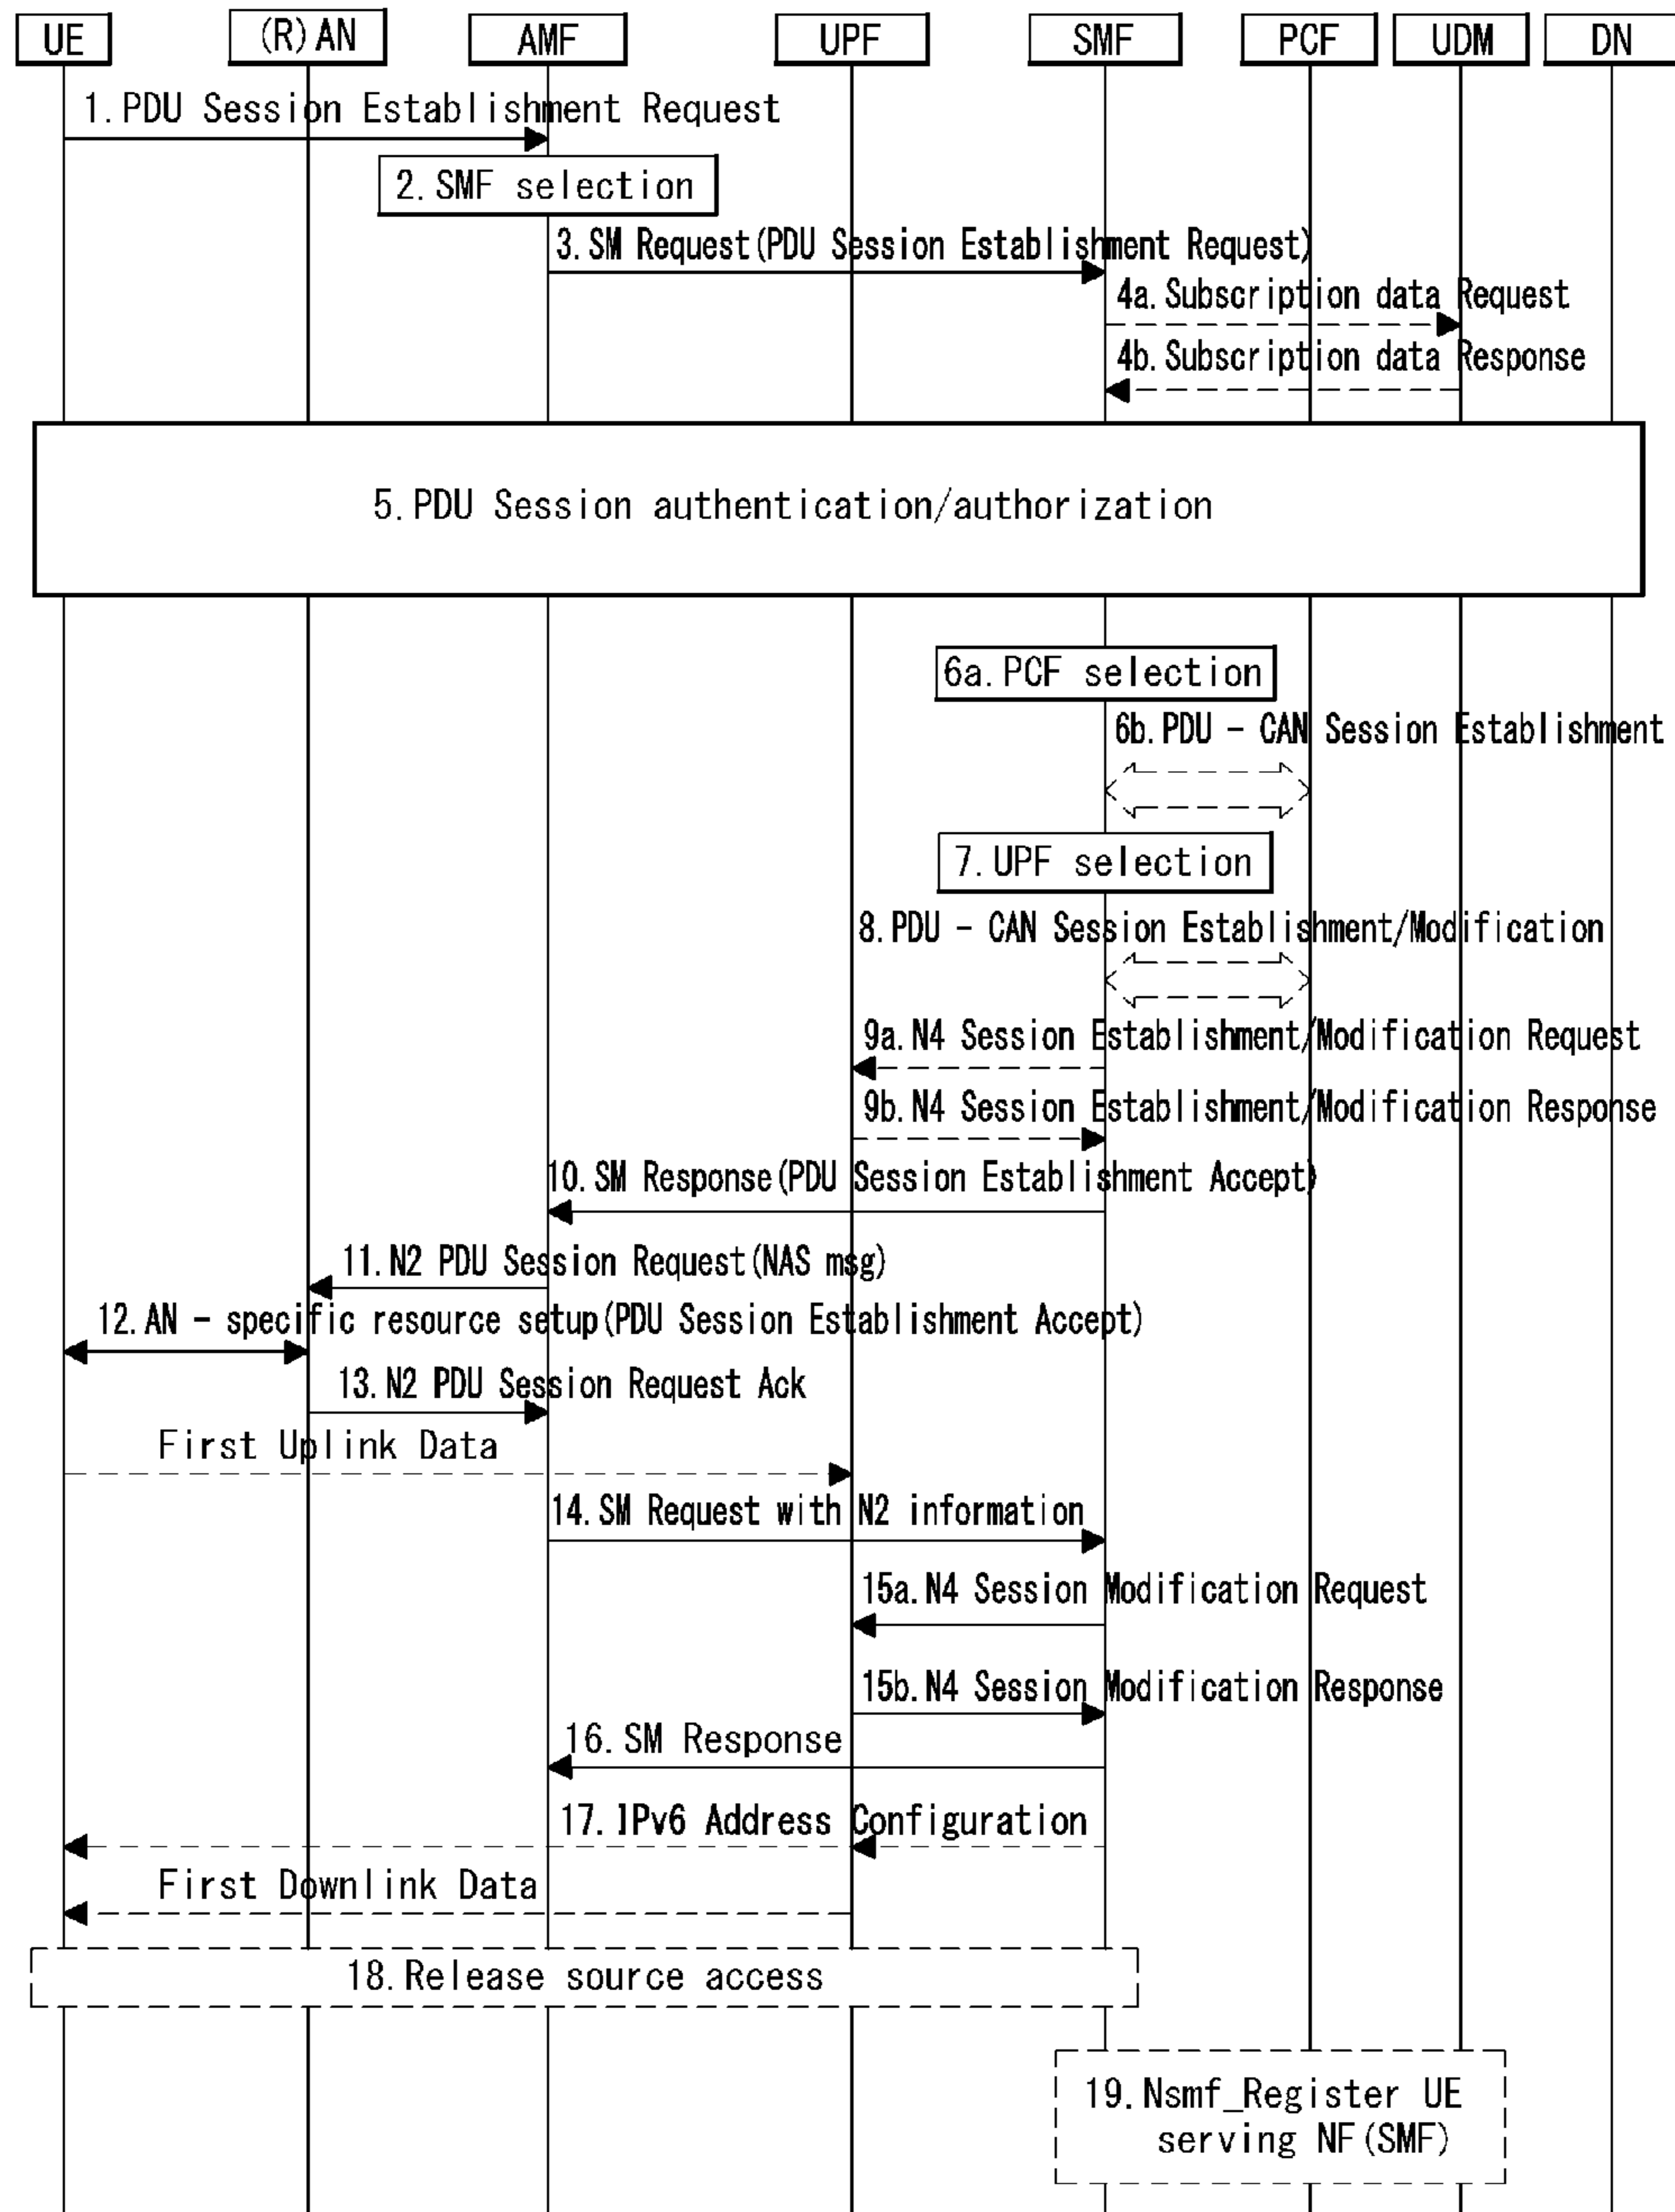 UE
(R)AN
AMF
UPF
SMF
PCF
UDM
DN
1.PDU Session Establishment Request
2.SMF selection
3.SM Request(PDU Session Establishment Request)
4a.Subscription data Request
4b.Subscription data Response
5.PDU Session authentication/authorization
6a.PCF selection
6b.PDU - CAN Session Establishment
7.UPF selection
8.PDU - CAN Session Establishment/Modification
9a.N4 Session Establishment/Modification Request
9b.N4 Session Establishment/Modification Response
10.SM Response(PDU Session Establishment Accept)
11.N2 PDU Session Request(NAS msg)
12.AN - specific resource setup(PDU Session Establishment Accept)
13.N2 PDU Session Request Ack
First Uplink Data
14.SM Request with N2 information
15a.N4 Session Modification Request
15b.N4 Session Modification Response
16.SM Response
17.IPv6 Address Configuration
First Downlink Data
18.Release source access
19.Nsmf_Register UE
serving NF(SMF)